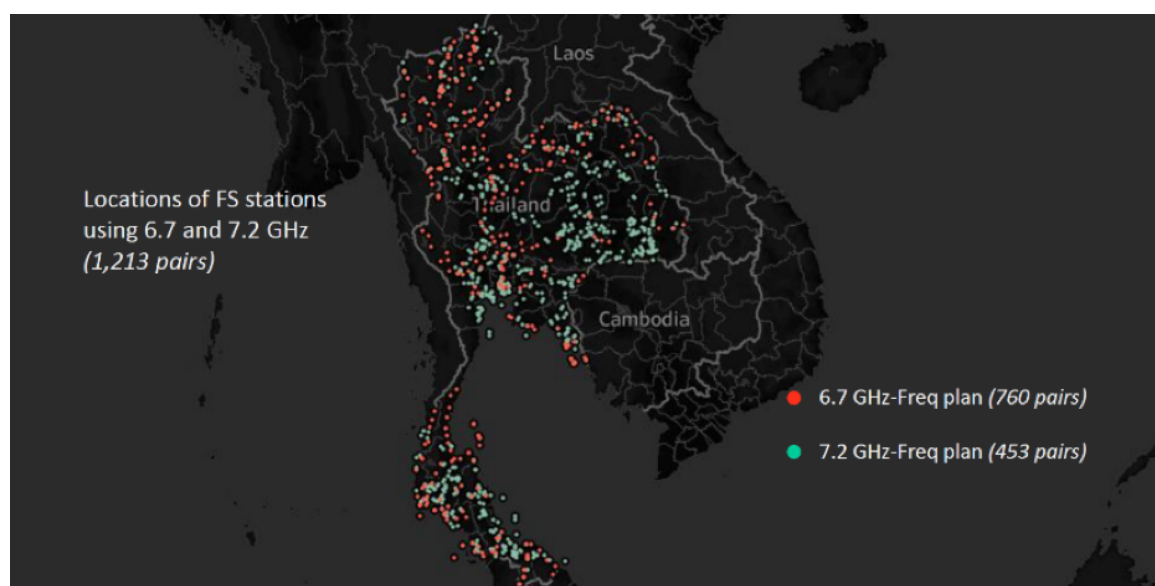 Laos
Locations of FS stations
using 6.7 and 7.2 GHz
(1,213 pairs)
Thailand
Cambodia
6.7 GHz-Freq plan (760 pairs)
7.2 GHz-Freq plan (453 pairs)